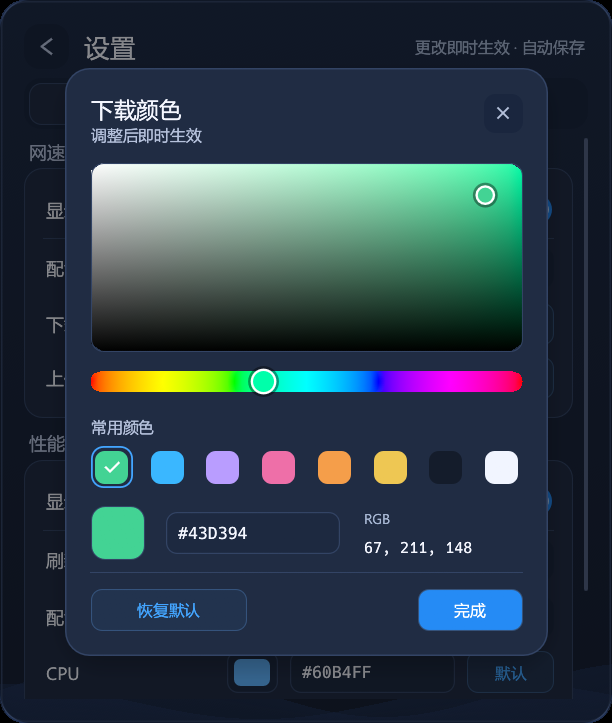 设置
更改即时生效 · 自动保存
下载颜色
调整后即时生效
网速
显
配
下
上
常用颜色
性能
显
#43D394
RGB
67, 211, 148
刷
配
恢复默认
完成
CPU
#60B4FF
默认